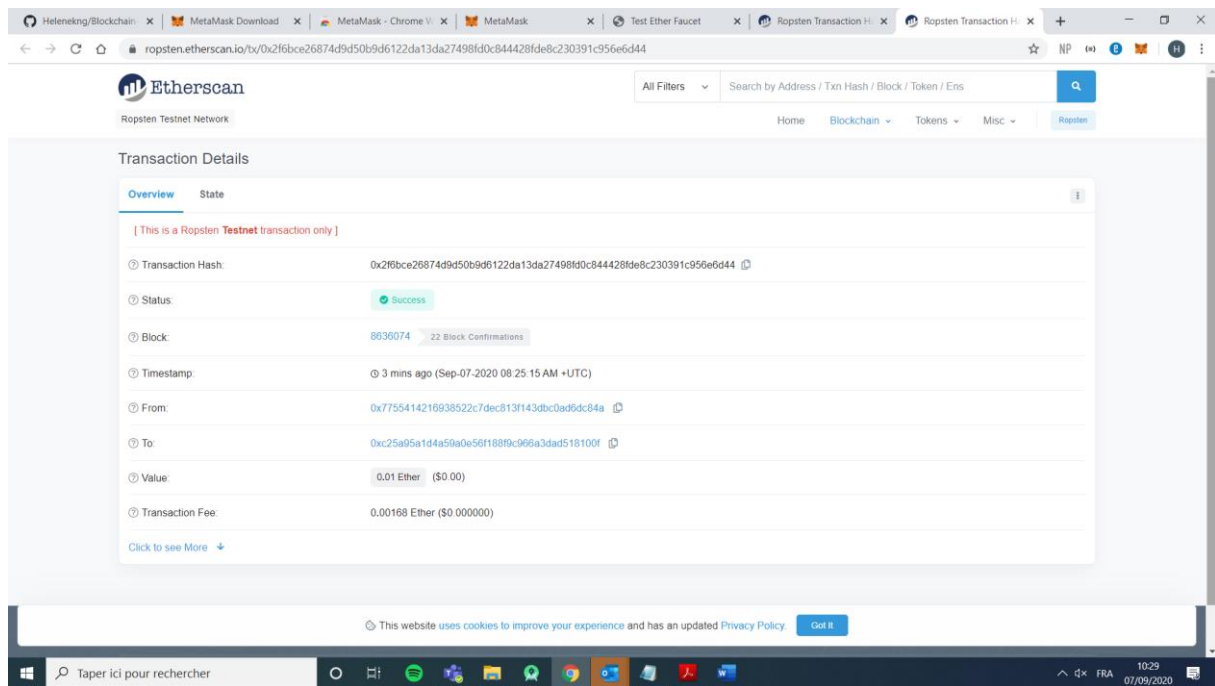 Helenekng/Blockchain MetaMask Download MetaMask - Chrome W MetaMask Test Ether Faucet Ropsten Transaction H Ropsten Transaction H
ropsten.etherscan.io/tx/0x2f6bce26874d9d50b9d6122da13da27498fd0c844428fde8c230391c956e6d44
NP H
Etherscan
All Filters Search by Address / Txn Hash / Block / Token / Ens
Ropsten Testnet Network
Home Blockchain Tokens Misc Ropsten
Transaction Details
Overview State
[ This is a Ropsten Testnet transaction only ]
Transaction Hash: 0x2f6bce26874d9d50b9d6122da13da27498fd0c844428fde8c230391c956e6d44
Status: Success
Block: 8636074 22 Block Confirmations
Timestamp: 3 mins ago (Sep-07-2020 08:25:15 AM +UTC)
From: 0x7755414216938522c7dec813f143dbc0ad6dc84a
To: 0xc25a95a1d4a59a0e56f188f9c966a3dad518100f
Value: 0.01 Ether ($0.00)
Transaction Fee: 0.00168 Ether ($0.000000)
Click to see More
This website uses cookies to improve your experience and has an updated Privacy Policy. Got It
Taper ici pour rechercher
FRA 10:29
07/09/2020